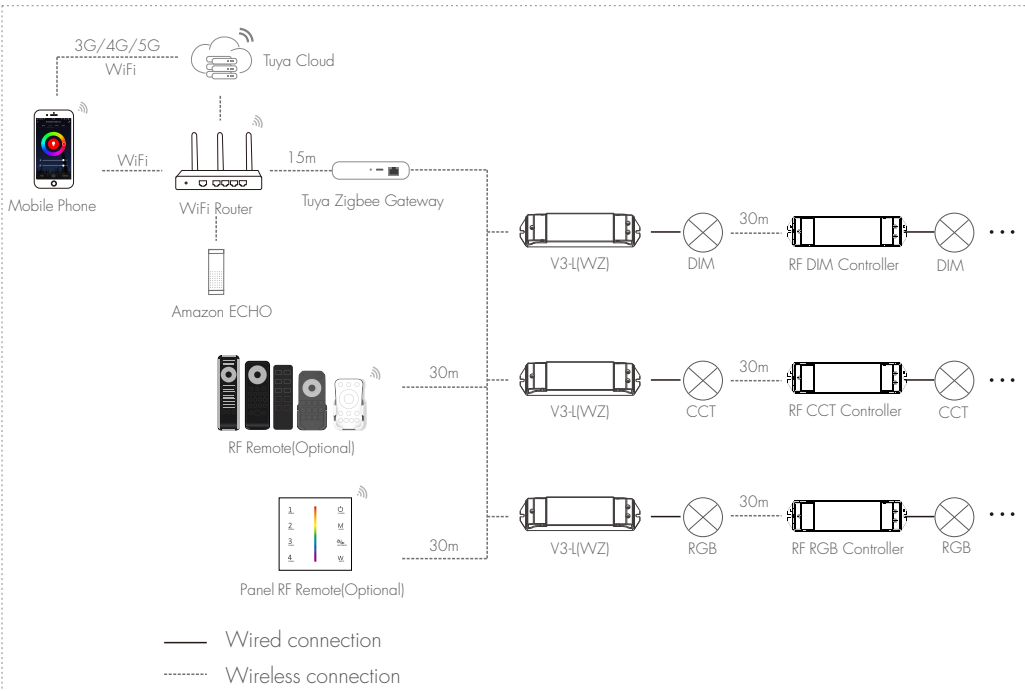 3G/4G/5G
WiFi
Tuya Cloud
WiFi
15m
Mobile Phone
WiFi Router
Tuya Zigbee Gateway
Amazon ECHO
30m
V3-L(WZ)
DIM
RF DIM Controller
DIM
30m
RF Remote(Optional)
30m
V3-L(WZ)
CCT
RF CCT Controller
CCT
1
2
3
4
M
W
30m
Panel RF Remote(Optional)
30m
V3-L(WZ)
RGB
RF RGB Controller
RGB
Wired connection
Wireless connection